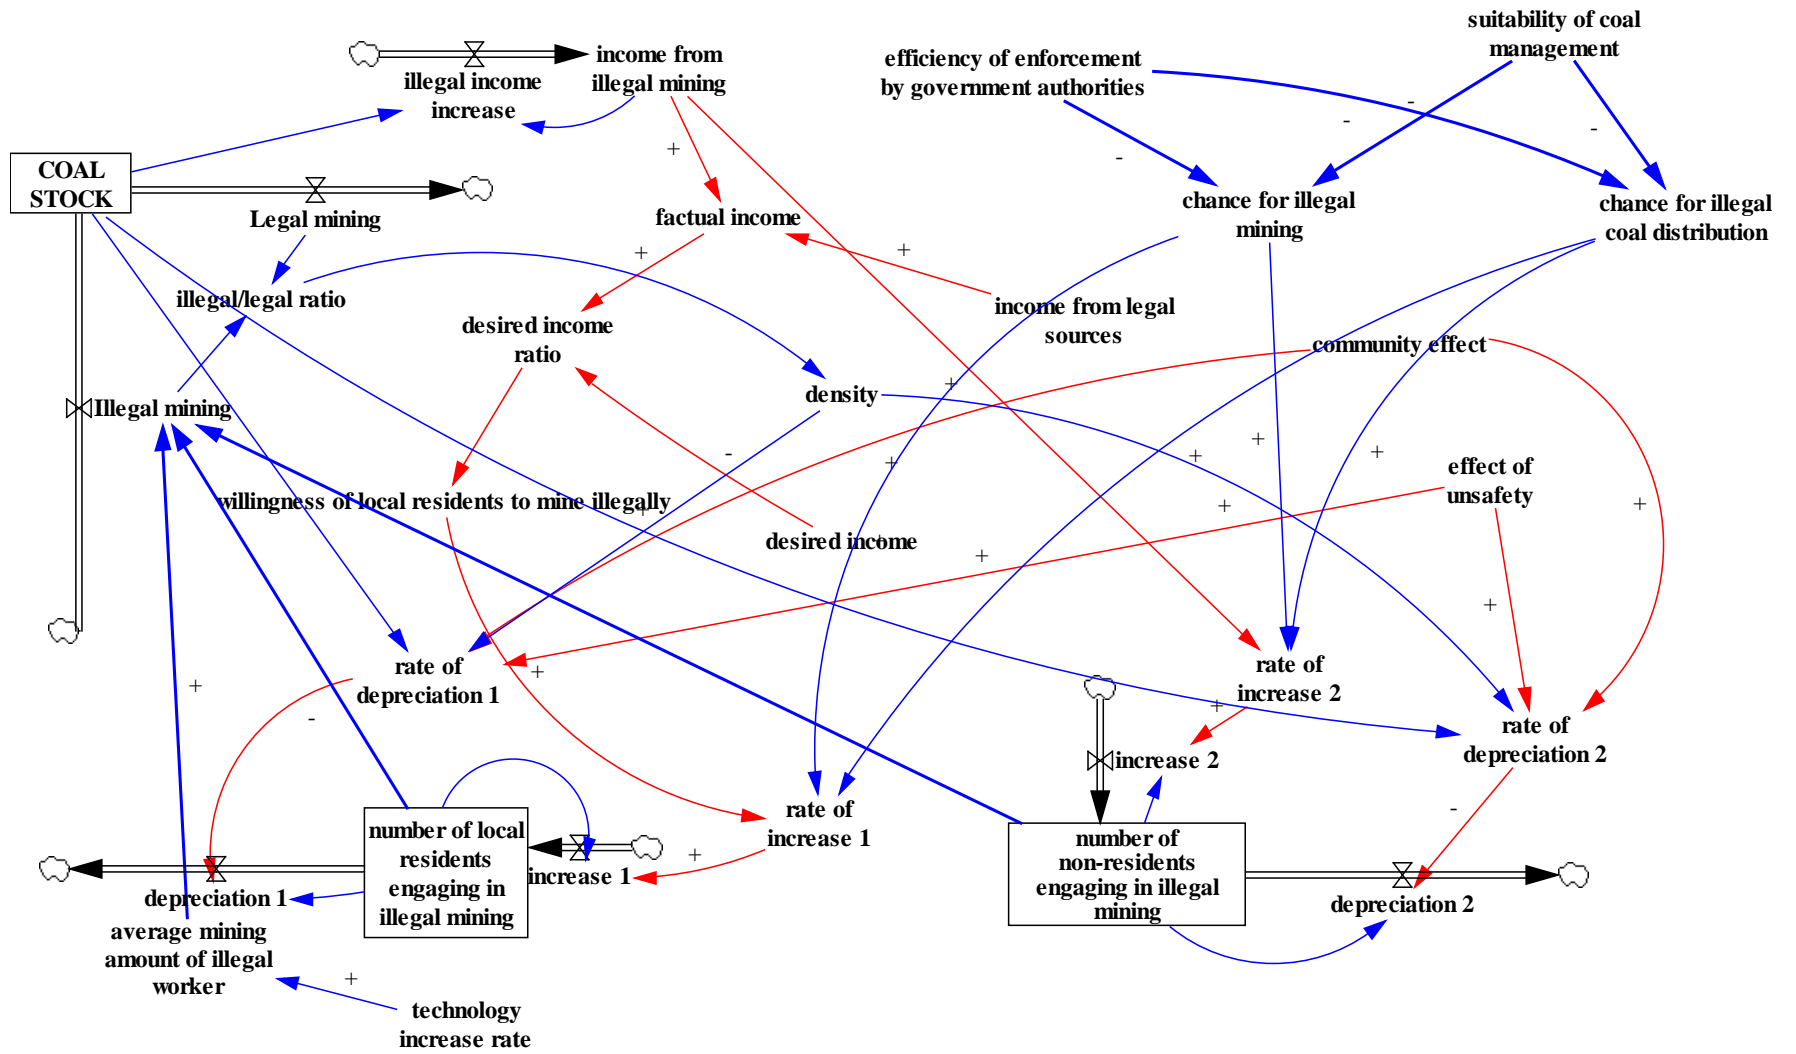 suitability of coal
management
efficiency of enforcement
by government authorities
income from
illegal mining
illegal income
increase
-
-
-
-
+
COAL
STOCK
Legal mining
factual income
chance for illegal
mining
chance for illegal
coal distribution
+
+
illegal/legal ratio
income from legal
sources
desired income
ratio
community effect
density
+
Illegal mining
-
+
+
+
+
effect of
unsafety
willingness of local residents to mine illegally
+
+
+
desired income
+
+
+
rate of
depreciation 1
+
rate of
increase 2
+
-
+
rate of
depreciation 2
increase 2
-
rate of
increase 1
number of local
residents
engaging in
illegal mining
+
increase 1
number of
non-residents
engaging in illegal
mining
depreciation 1
depreciation 2
average mining
amount of illegal
worker
+
technology
increase rate